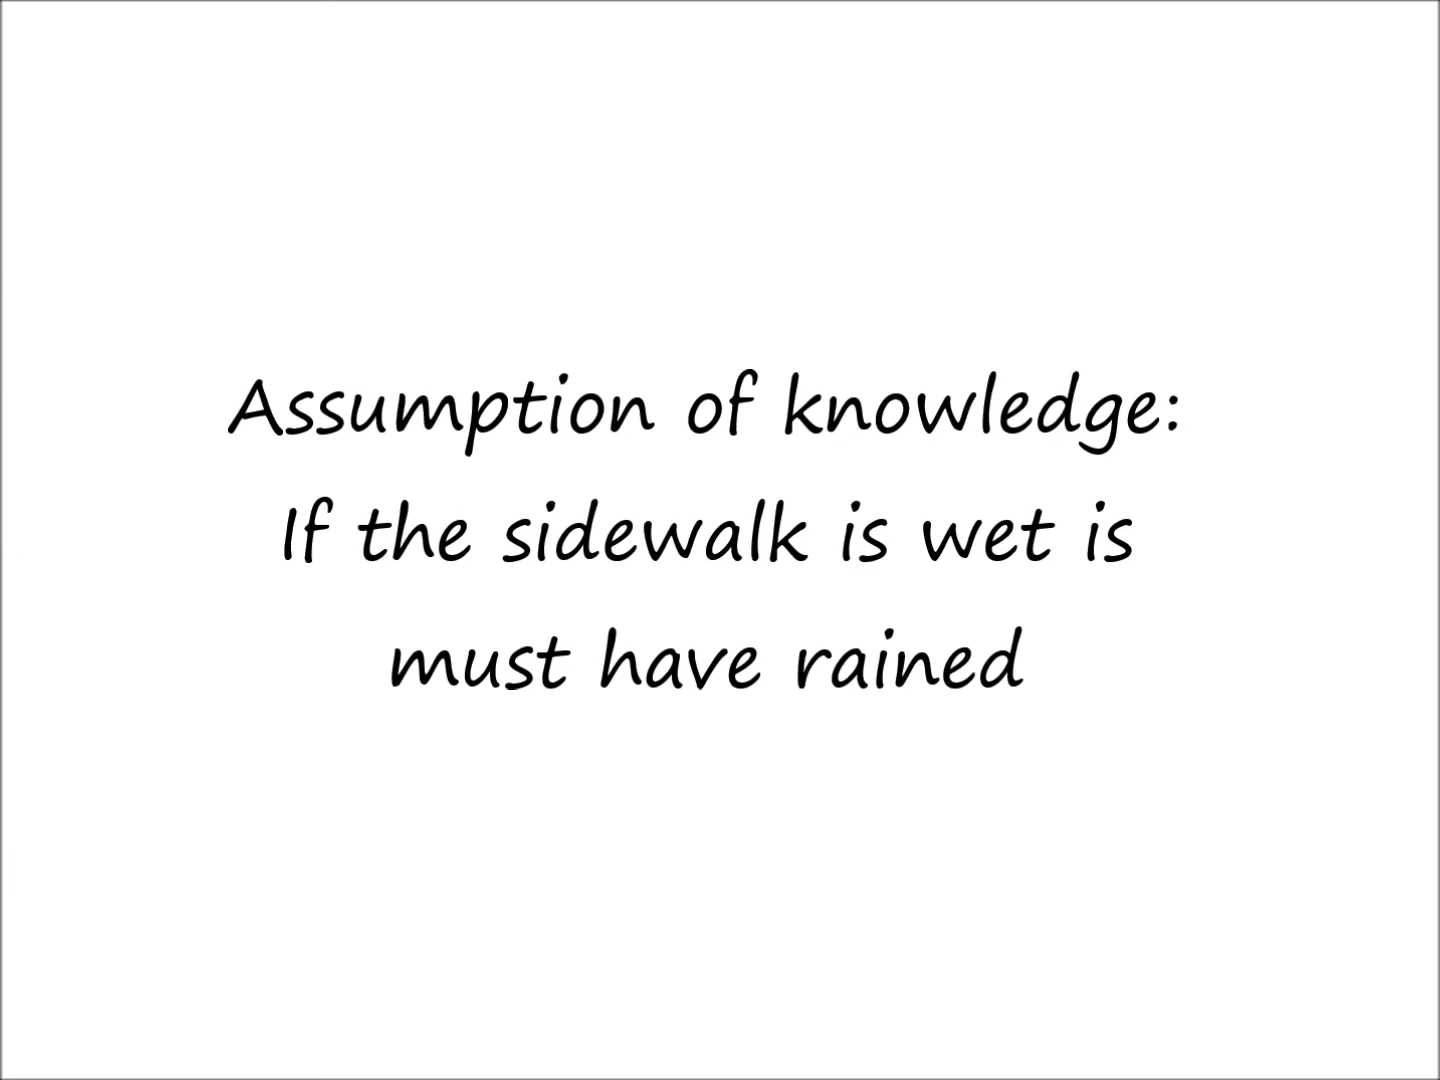 Assumption of knowledge:
If the sidewalk is wet is
must have rained